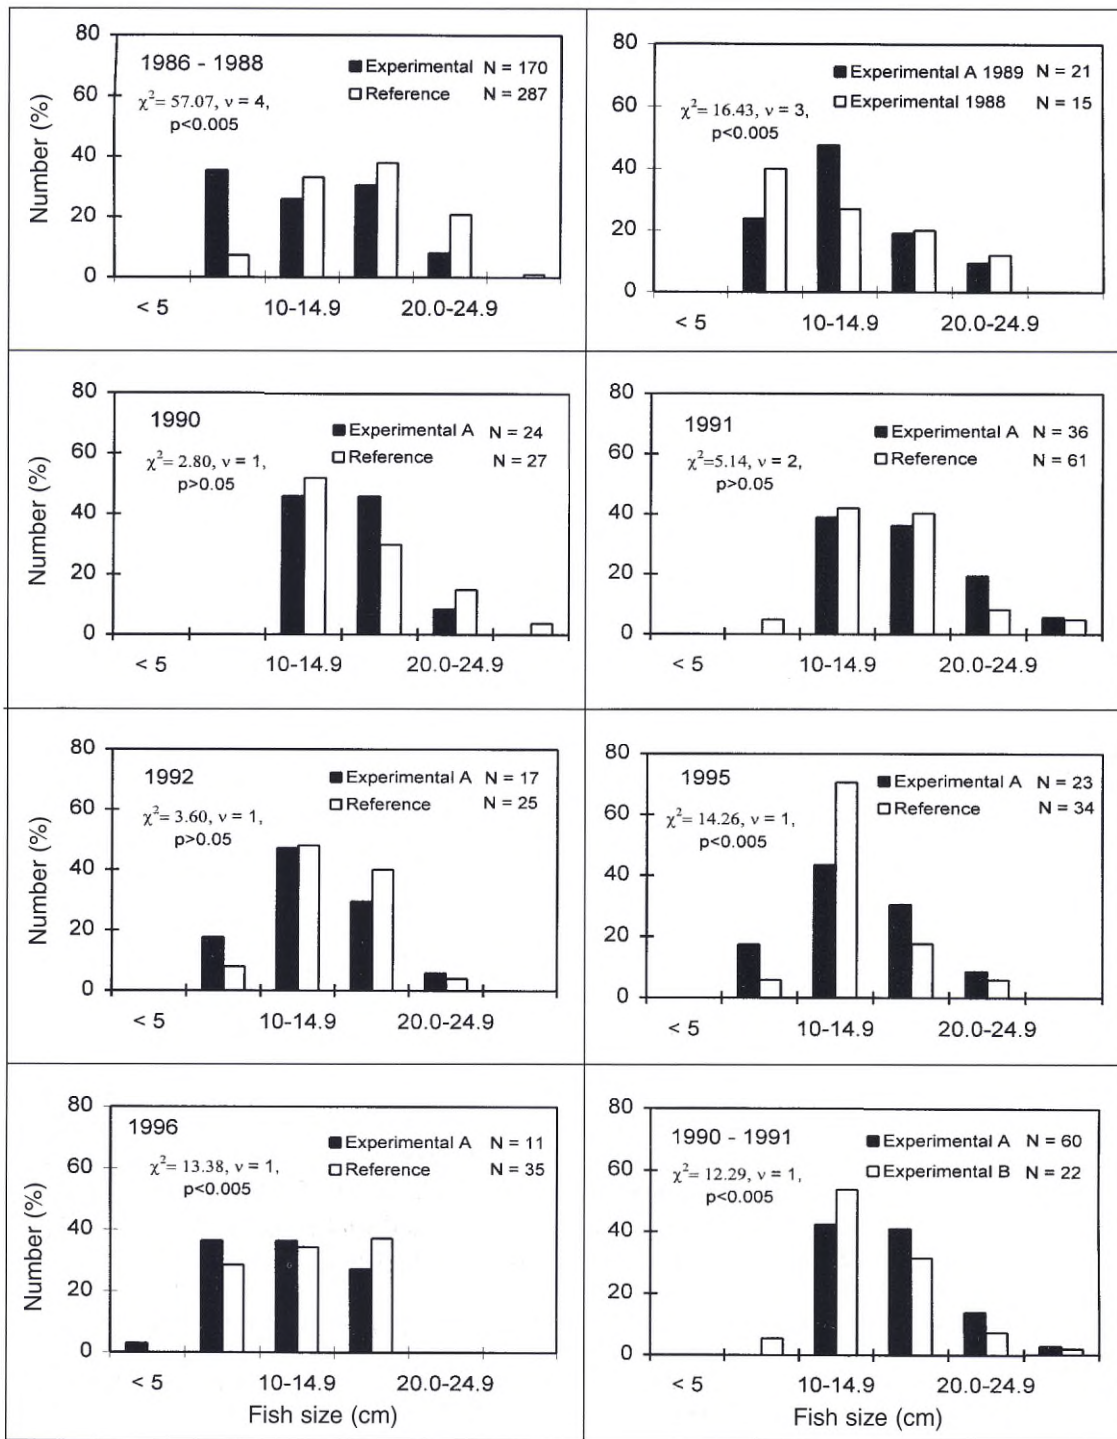 80
60
40
20
0
Number (%)
1986 - 1988
χ²= 57.07, ν = 4,
p<0.005
Experimental N = 170
Reference N = 287
< 5 10-14.9 20.0-24.9
80
60
40
20
0
χ²= 16.43, ν = 3,
p<0.005
Experimental A 1989 N = 21
Experimental 1988 N = 15
< 5 10-14.9 20.0-24.9
80
60
40
20
0
Number (%)
1990
χ²= 2.80, ν = 1,
p>0.05
Experimental A N = 24
Reference N = 27
< 5 10-14.9 20.0-24.9
80
60
40
20
0
1991
χ²=5.14, ν = 2,
p>0.05
Experimental A N = 36
Reference N = 61
< 5 10-14.9 20.0-24.9
80
60
40
20
0
Number (%)
1992
χ²= 3.60, ν = 1,
p>0.05
Experimental A N = 17
Reference N = 25
< 5 10-14.9 20.0-24.9
80
60
40
20
0
1995
χ²= 14.26, ν = 1,
p<0.005
Experimental A N = 23
Reference N = 34
< 5 10-14.9 20.0-24.9
80
60
40
20
0
Number (%)
1996
χ²= 13.38, ν = 1,
p<0.005
Experimental A N = 11
Reference N = 35
< 5 10-14.9 20.0-24.9
Fish size (cm)
80
60
40
20
0
1990 - 1991
χ²= 12.29, ν = 1,
p<0.005
Experimental A N = 60
Experimental B N = 22
< 5 10-14.9 20.0-24.9
Fish size (cm)